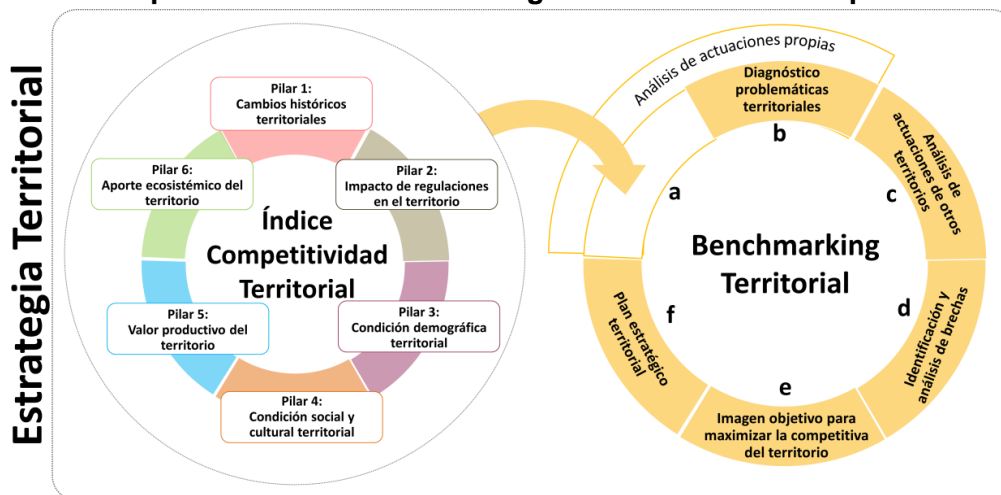 Estrategia Territorial
Pilar 1:
Cambios históricos
territoriales
Pilar 2:
Impacto de regulaciones
en el territorio
Pilar 3:
Condición demográfica
territorial
Pilar 4:
Condición social y
cultural territorial
Pilar 5:
Valor productivo del
territorio
Pilar 6:
Aporte ecosistémico del
territorio
Índice
Competitividad
Territorial
Análisis de actuaciones propias
a
Diagnóstico
problemáticas
territoriales
b
Análisis de
actuaciones de otros
territorios
c
Identificación y
análisis de brechas
d
Imagen objetivo para
maximizar la competitiva
del territorio
e
Plan estratégico
territorial
f
Benchmarking
Territorial